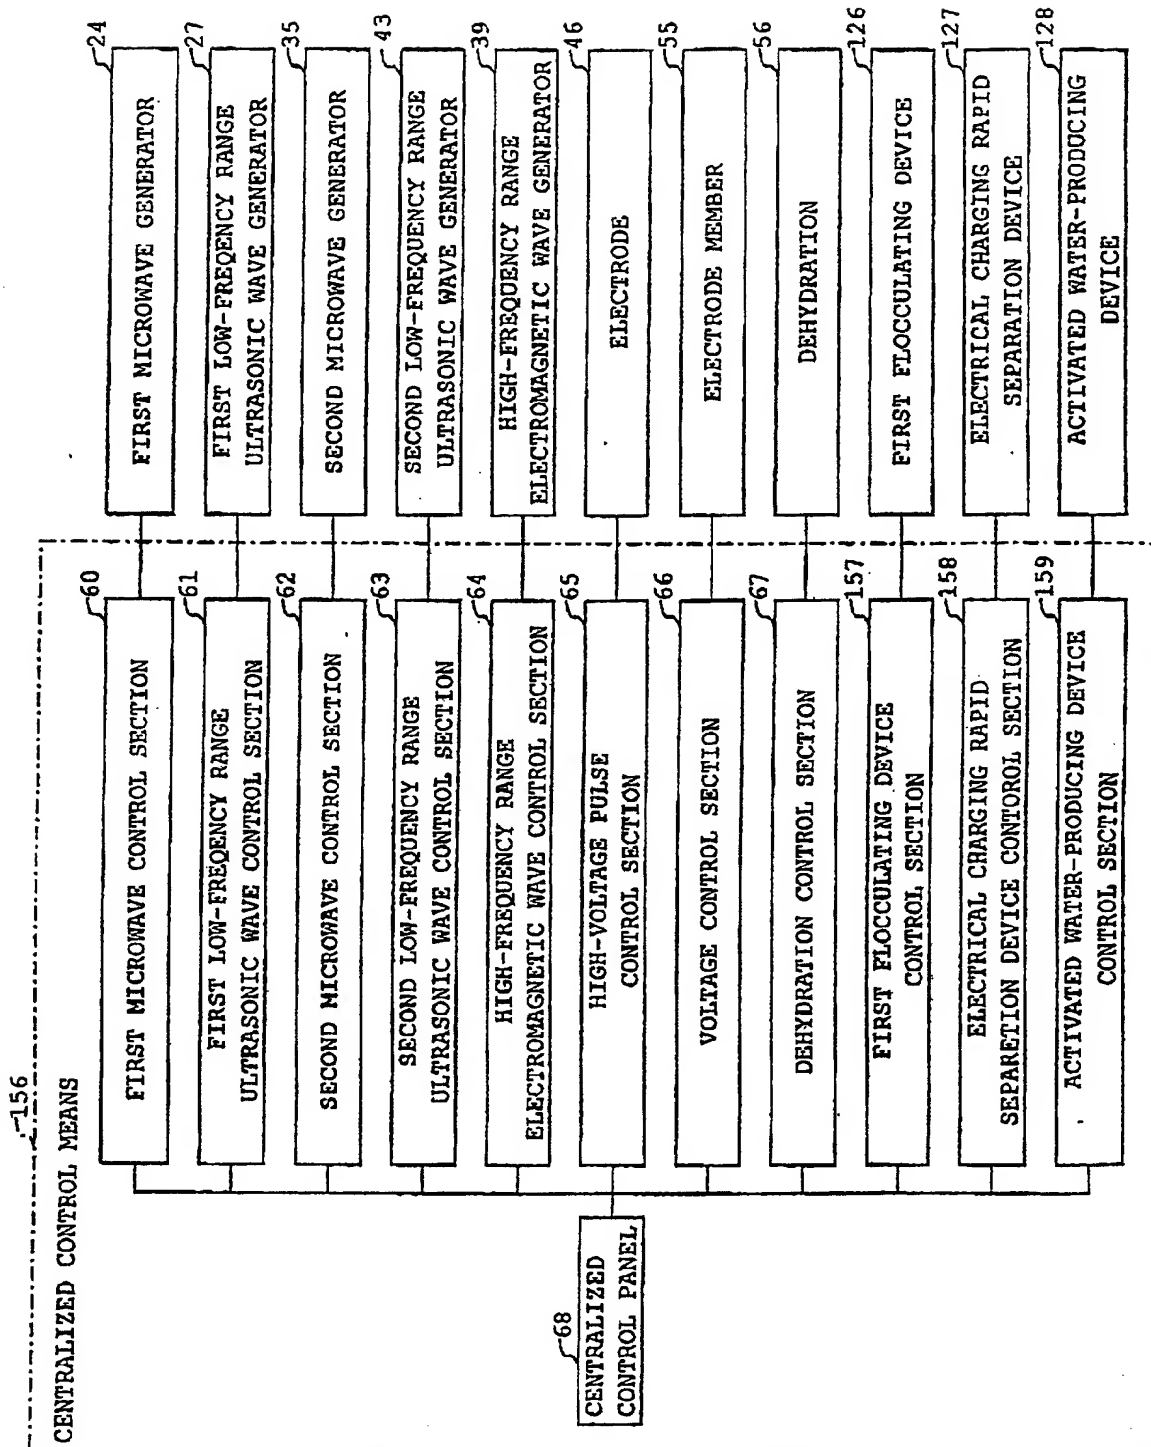 156
CENTRALIZED CONTROL MEANS
68
CENTRALIZED
CONTROL PANEL
60
FIRST MICROWAVE CONTROL SECTION
24
FIRST MICROWAVE GENERATOR
61
FIRST LOW-FREQENCY RANGE
ULTRASONIC WAVE CONTROL SECTION
27
FIRST LOW-FREQENCY RANGE
ULTRASONIC WAVE GENERATOR
62
SECOND MICROWAVE CONTROL SECTION
35
SECOND MICROWAVE GENERATOR
63
SECOND LOW-FREQUENCY RANGE
ULTRASONIC WAVE CONTROL SECTION
43
SECOND LOW-FREQUENCY RANGE
ULTRASONIC WAVE GENERATOR
64
HIGH-FREQUENCY RANGE
ELECTROMAGNETIC WAVE CONTROL SECTION
39
HIGH-FREQUENCY RANGE
ELECTROMAGNETIC WAVE GENERATOR
65
HIGH-VOLTAGE PULSE
CONTROL SECTION
46
ELECTRODE
66
VOLTAGE CONTROL SECTION
55
ELECTRODE MEMBER
67
DEHYDRATION CONTROL SECTION
56
DEHYDRATION
157
FIRST FLOCCULATING DEVICE
CONTROL SECTION
126
FIRST FLOCCULATING DEVICE
158
ELECTRICAL CHARGING RAPID
SEPARETION DEVICE CONTOROL SECTION
127
ELECTRICAL CHARGING RAPID
SEPARATION DEVICE
159
ACTIVATED WATER-PRODUCING DEVICE
CONTROL SECTION
128
ACTIVATED WATER-PRODUCING
DEVICE